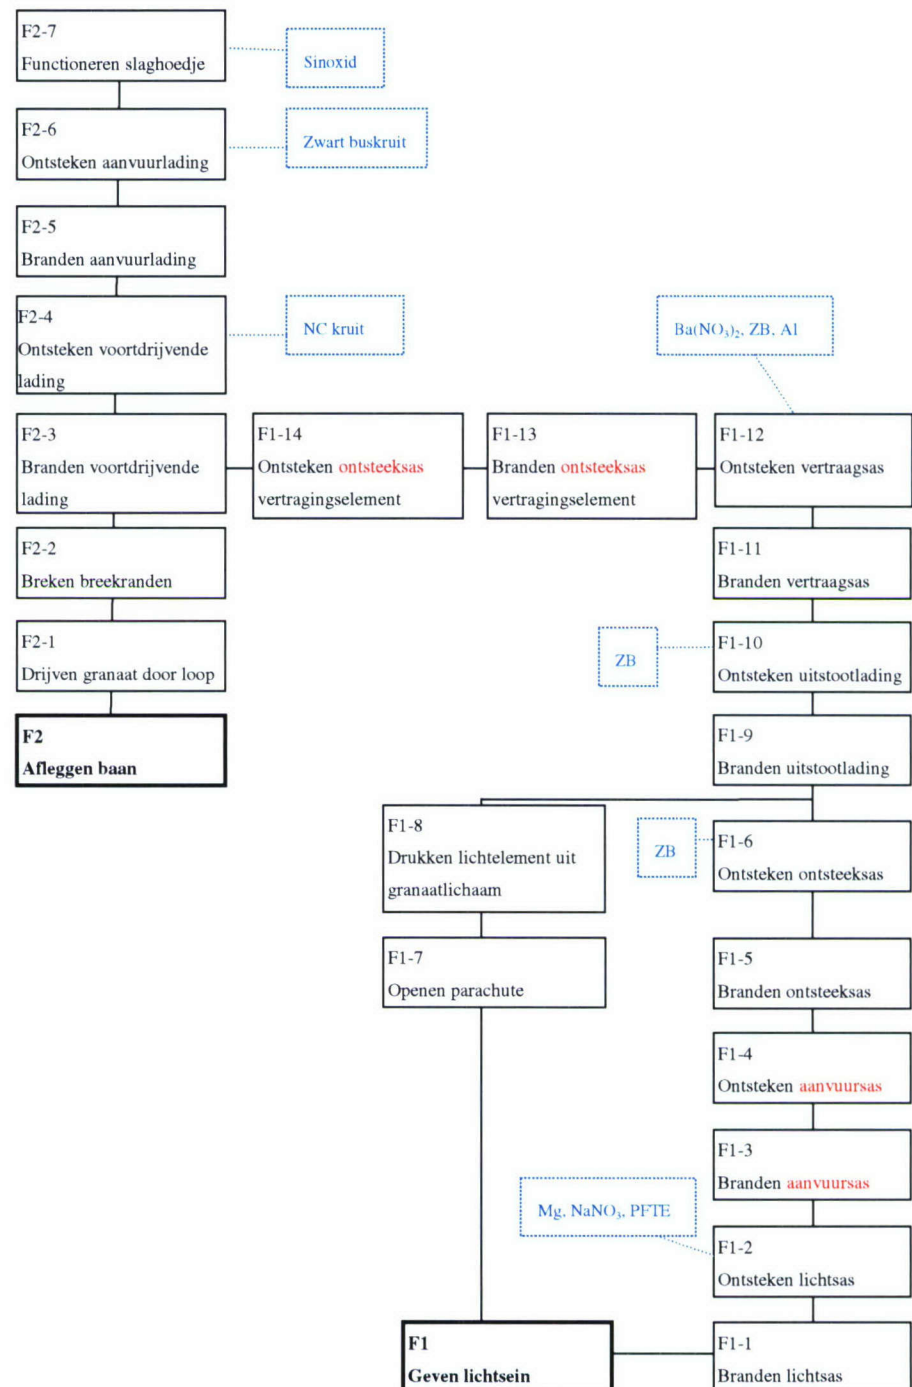 F2-7
Functioneren slaghoedje
Sinoxid
F2-6
Ontsteken aanvuurlading
Zwart buskruit
F2-5
Branden aanvuurlading
F2-4
Ontsteken voortdrijvende
lading
NC kruit
Ba(NO₃)₂, ZB, Al
F2-3
Branden voortdrijvende
lading
F1-14
Ontsteken ontsteeksas
vertragingselement
F1-13
Branden ontsteeksas
vertragingselement
F1-12
Ontsteken vertraagsas
F2-2
Breken breekranden
F1-11
Branden vertraagsas
F2-1
Drijven granaat door loop
ZB
F1-10
Ontsteken uitstootlading
F2
Afleggen baan
F1-9
Branden uitstootlading
F1-8
Drukken lichtelement uit
granaatlichaam
ZB
F1-6
Ontsteken ontsteeksas
F1-7
Openen parachute
F1-5
Branden ontsteeksas
F1-4
Ontsteken aanvuursas
F1-3
Branden aanvuursas
Mg, NaNO₃, PFTE
F1-2
Ontsteken lichtsas
F1
Geven lichtsein
F1-1
Branden lichtsas